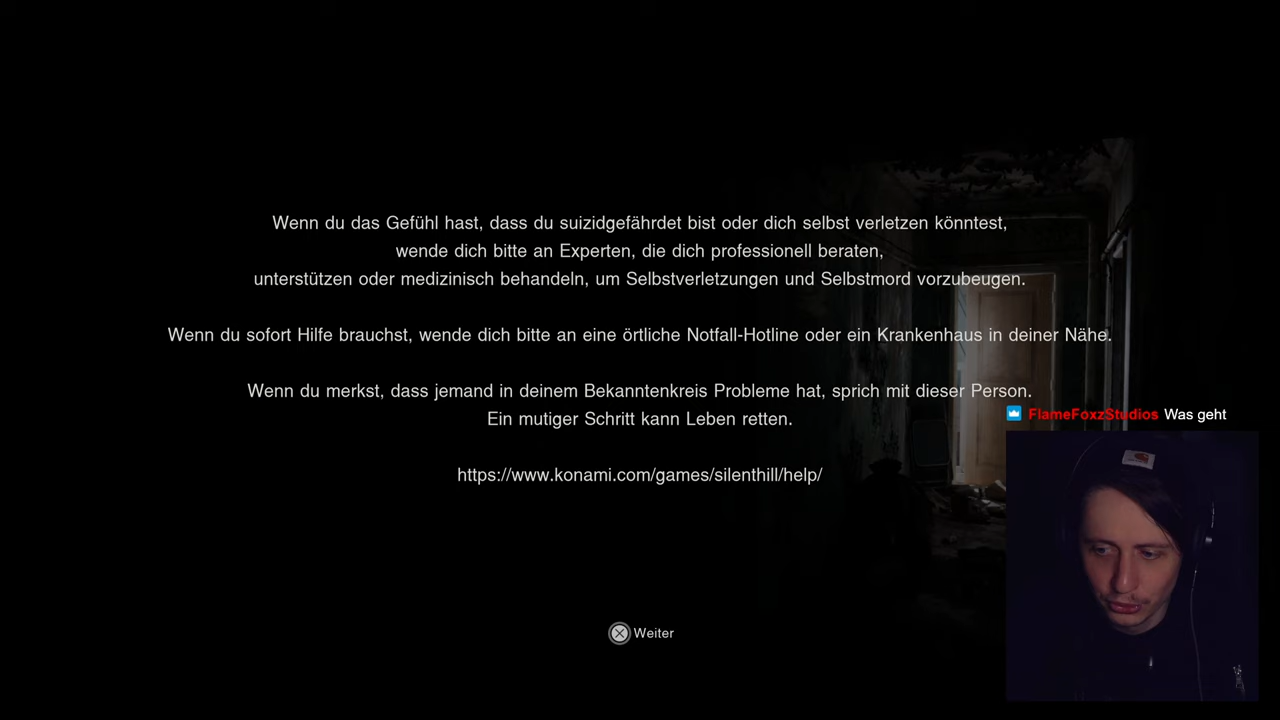 Wenn du das Gefühl hast, dass du suizidgefährdet bist oder dich selbst verletzen könntest,
wende dich bitte an Experten, die dich professionell beraten,
unterstützen oder medizinisch behandeln, um Selbstverletzungen und Selbstmord vorzubeugen.
Wenn du sofort Hilfe brauchst, wende dich bitte an eine örtliche Notfall-Hotline oder ein Krankenhaus in deiner Nähe.
Wenn du merkst, dass jemand in deinem Bekanntenkreis Probleme hat, sprich mit dieser Person.
Ein mutiger Schritt kann Leben retten.
FlameFoxzStudios Was geht
https://www.konami.com/games/silenthill/help/
Weiter